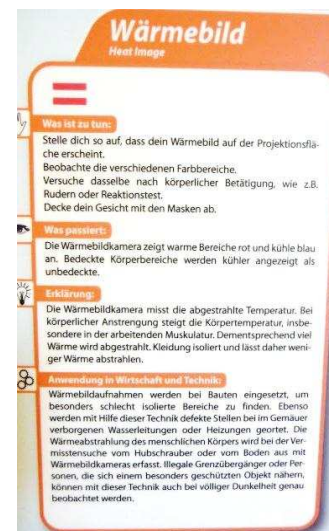 Wärmebild
Heat Image
Was ist zu tun:
Stelle dich so auf, dass dein Wärmebild auf der Projektionsflä-
che erscheint.
Beobachte die verschiedenen Farbbereiche.
Versuche dasselbe nach körperlicher Betätigung, wie z.B.
Rudern oder Reaktionstest.
Decke dein Gesicht mit den Masken ab.
Was passiert:
Die Wärmebildkamera zeigt warme Bereiche rot und kühle blau
an. Bedeckte Körperbereiche werden kühler angezeigt als
unbedeckte.
Erklärung:
Die Wärmebildkamera misst die abgestrahlte Temperatur. Bei
körperlicher Anstrengung steigt die Körpertemperatur, insbe-
sondere in der arbeitenden Muskulatur. Dementsprechend viel
Wärme wird abgestrahlt. Kleidung isoliert und lässt daher weni-
ger Wärme abstrahlen.
Anwendung in Wirtschaft und Technik:
Wärmebildaufnahmen werden bei Bauten eingesetzt, um
besonders schlecht isolierte Bereiche zu finden. Ebenso
werden mit Hilfe dieser Technik defekte Stellen bei im Gemäuer
verborgenen Wasserleitungen oder Heizungen geortet. Die
Wärmeabstrahlung des menschlichen Körpers wird bei der Ver-
misstensuche vom Hubschrauber oder vom Boden aus mit
Wärmebildkameras erfasst. Illegale Grenzübergänger oder Per-
sonen, die sich einem besonders geschützten Objekt nähern,
können mit dieser Technik auch bei völliger Dunkelheit genau
beobachtet werden.